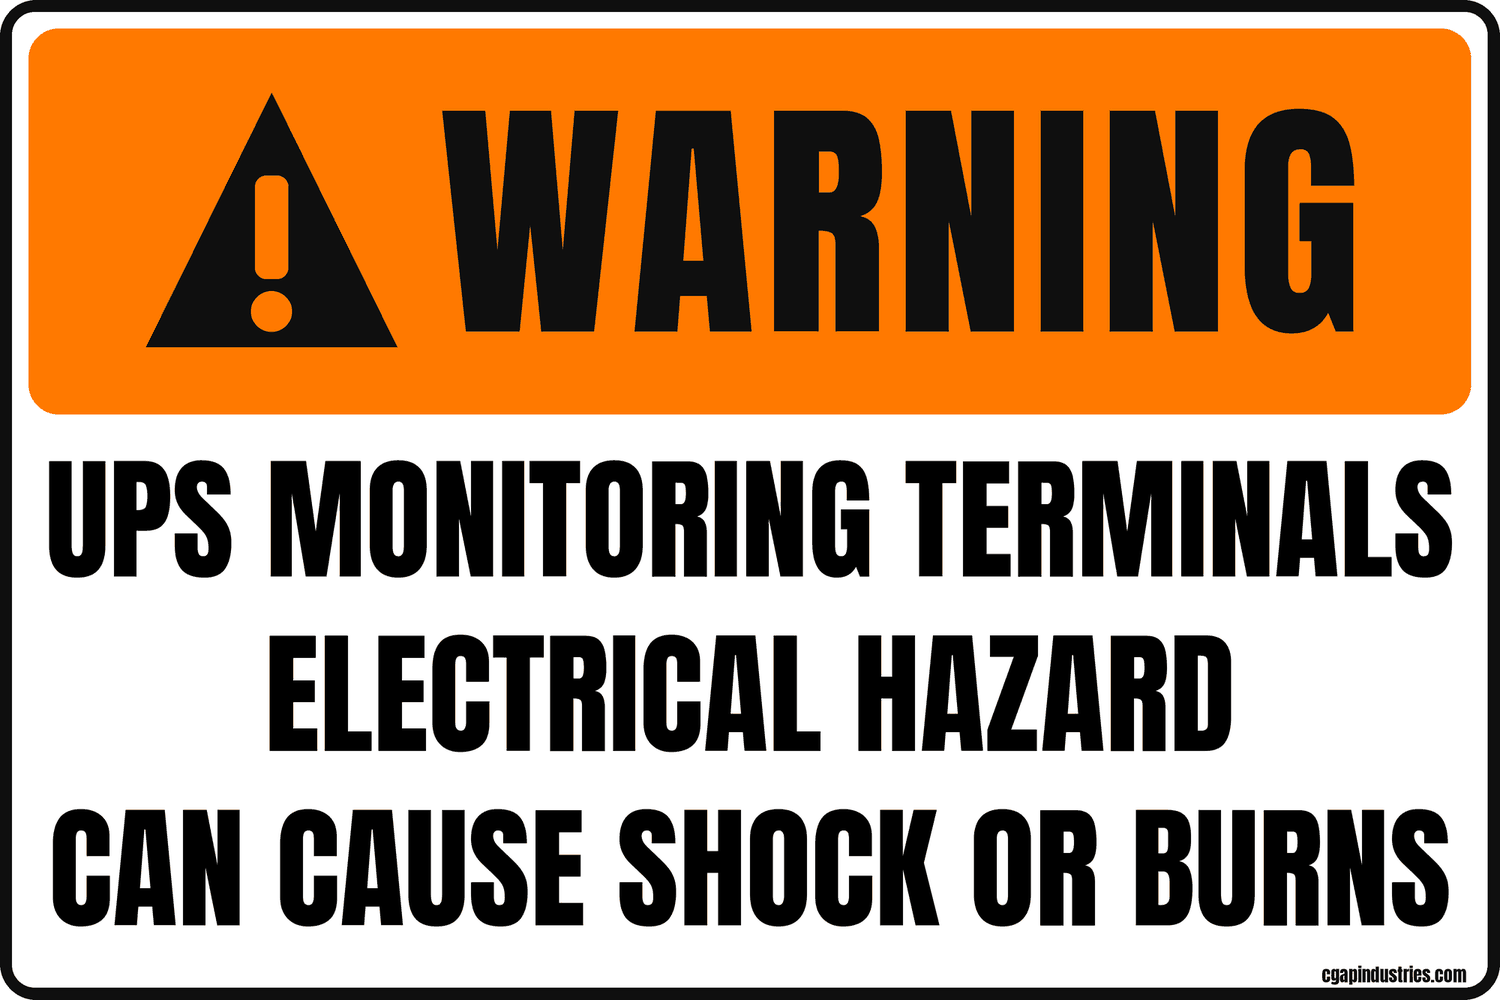 WARNING
UPS MONITORING TERMINALS
ELECTRICAL HAZARD
CAN CAUSE SHOCK OR BURNS
cgapindustries.com